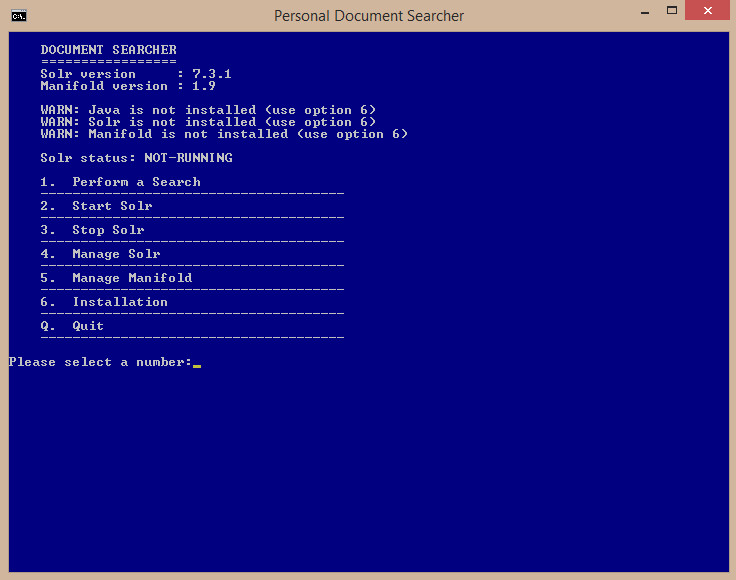 Personal Document Searcher
DOCUMENT SEARCHER
=================
Solr version     : 7.3.1
Manifold version : 1.9
WARN: Java is not installed (use option 6)
WARN: Solr is not installed (use option 6)
WARN: Manifold is not installed (use option 6)
Solr status: NOT-RUNNING
1.  Perform a Search
--------------------------------------
2.  Start Solr
--------------------------------------
3.  Stop Solr
--------------------------------------
4.  Manage Solr
--------------------------------------
5.  Manage Manifold
--------------------------------------
6.  Installation
--------------------------------------
Q.  Quit
--------------------------------------
Please select a number:_